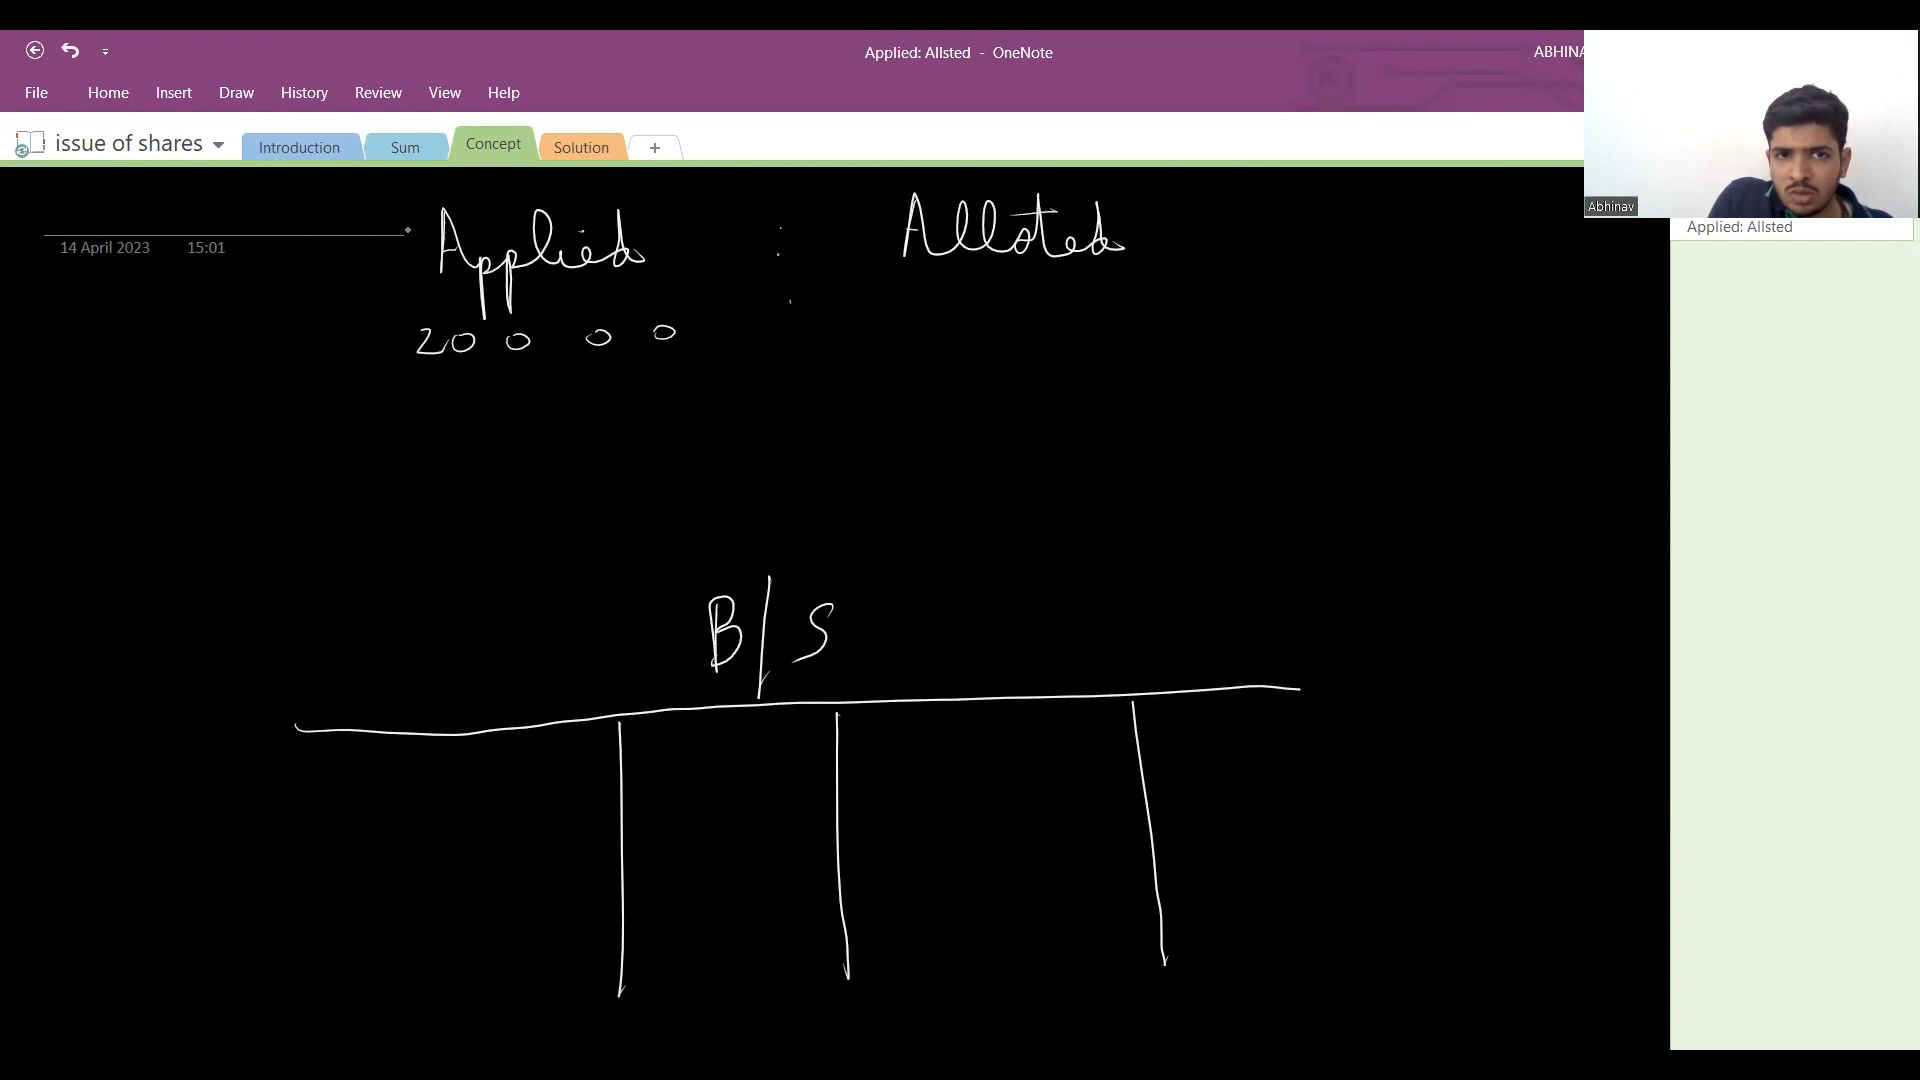 Applied: Allsted - OneNote
ABHINA
File Home Insert Draw History Review View Help
issue of shares Introduction Sum Concept Solution +
Abhinav
Applied: Allsted
14 April 2023 15:01
Applied : Alloted
20000
B/S